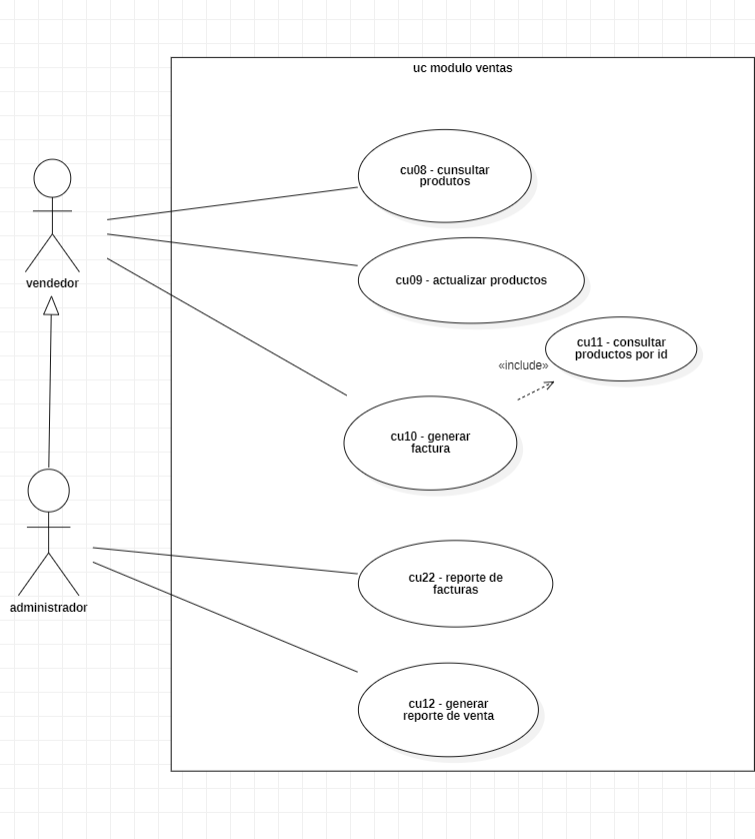 uc modulo ventas
cu08 - cunsultar
produtos
vendedor
cu09 - actualizar productos
cu11 - consultar
productos por id
«include»
cu10 - generar
factura
administrador
cu22 - reporte de
facturas
cu12 - generar
reporte de venta